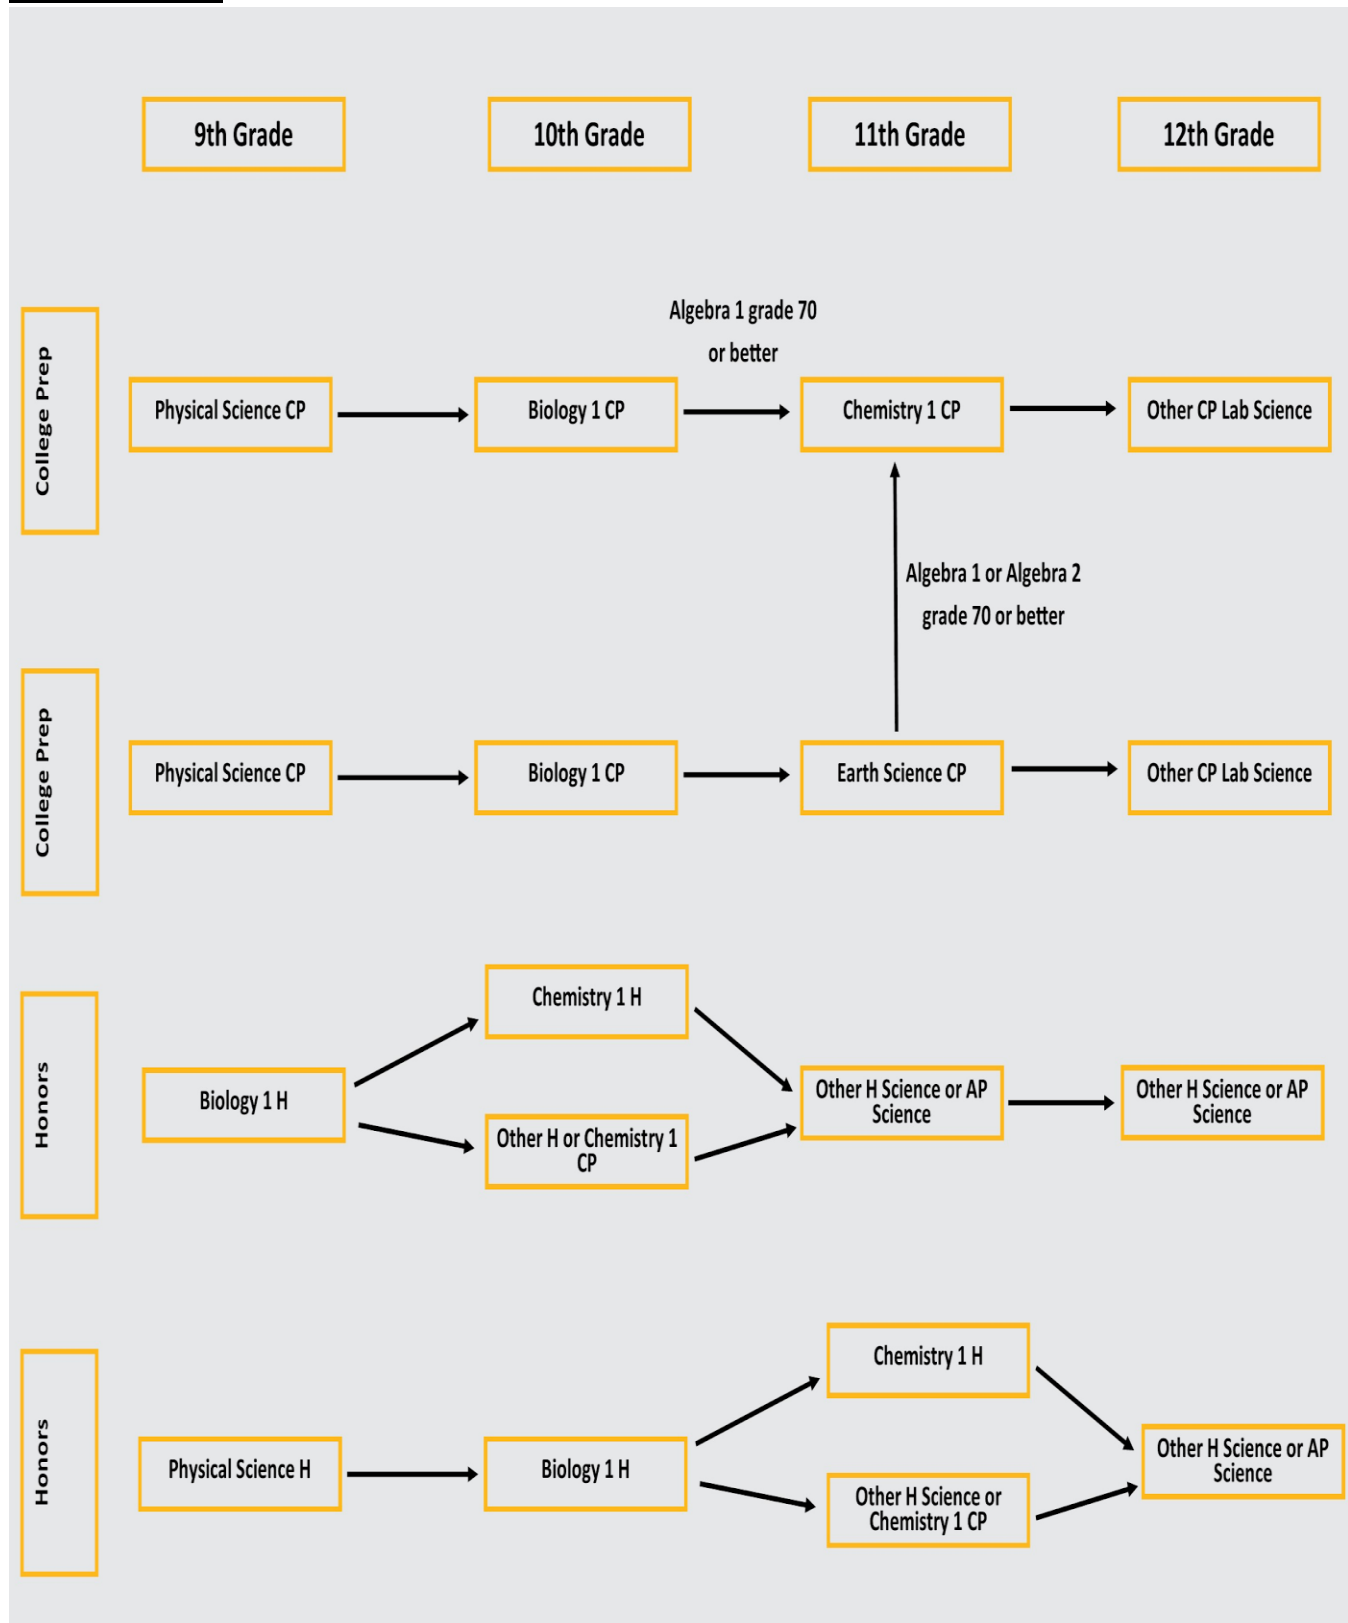 9th Grade
10th Grade
11th Grade
12th Grade
College Prep
Physical Science CP
Biology 1 CP
Algebra 1 grade 70
or better
Chemistry 1 CP
Other CP Lab Science
Algebra 1 or Algebra 2
grade 70 or better
College Prep
Physical Science CP
Biology 1 CP
Earth Science CP
Other CP Lab Science
Honors
Biology 1 H
Chemistry 1 H
Other H or Chemistry 1
CP
Other H Science or AP
Science
Other H Science or AP
Science
Honors
Physical Science H
Biology 1 H
Chemistry 1 H
Other H Science or
Chemistry 1 CP
Other H Science or AP
Science